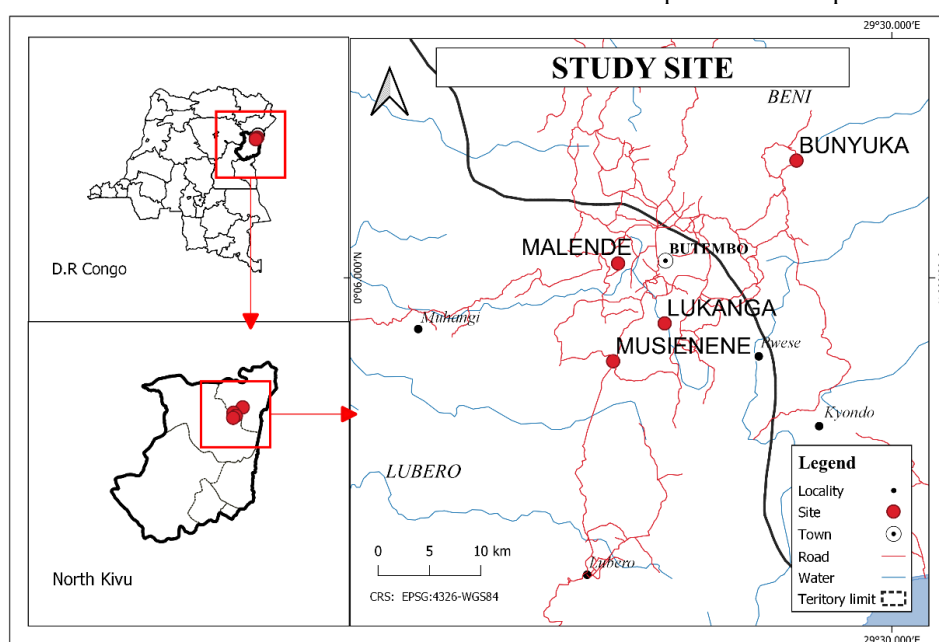 29°30.000'E
STUDY SITE
BENI
BUNYUKA
D.R Congo
MALENDE
BUTEMBO
0°06.000'N
Muhangi
LUKANGA
MUSIENENE
Rwese
Kyondo
LUBERO
North Kivu
0 5 10 km
CRS: EPSG:4326-WGS84
Lubero
Legend
Locality
Site
Town
Road
Water
Teritory limit
29°30.000'E